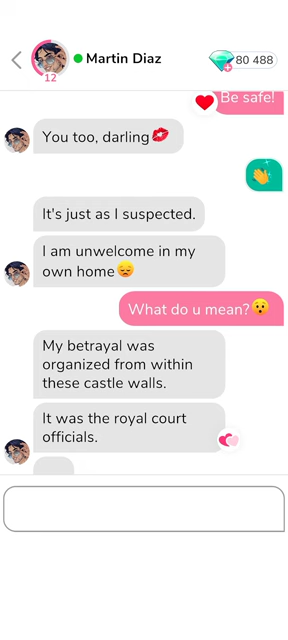 Martin Diaz
80 488
12
Be safe!
You too, darling💋
👏
It's just as I suspected.
I am unwelcome in my
own home😞
What do u mean?😯
My betrayal was
organized from within
these castle walls.
It was the royal court
officials.